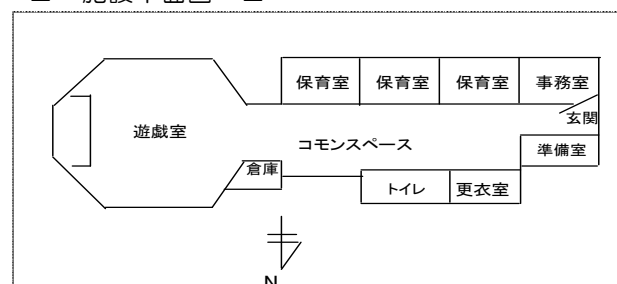 ■ 施設平面図 ■
保育室 保育室 保育室 事務室
玄関
遊戯室
コモンスペース
準備室
倉庫
トイレ 更衣室
N